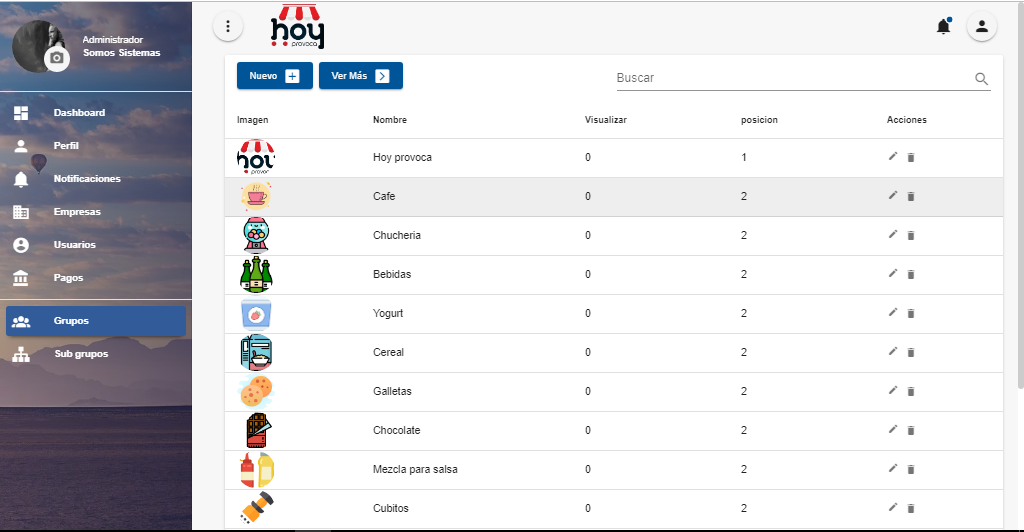 Administrador
Somos Sistemas
hoy
provoca
Nuevo
Ver Más
Buscar
Dashboard
Perfil
Notificaciones
Empresas
Usuarios
Pagos
Grupos
Sub grupos
Imagen Nombre Visualizar posicion Acciones
hoy
provor
Hoy provoca 0 1
Cafe 0 2
Chucheria 0 2
Bebidas 0 2
Yogurt 0 2
Cereal 0 2
Galletas 0 2
Chocolate 0 2
Mezcla para salsa 0 2
Cubitos 0 2